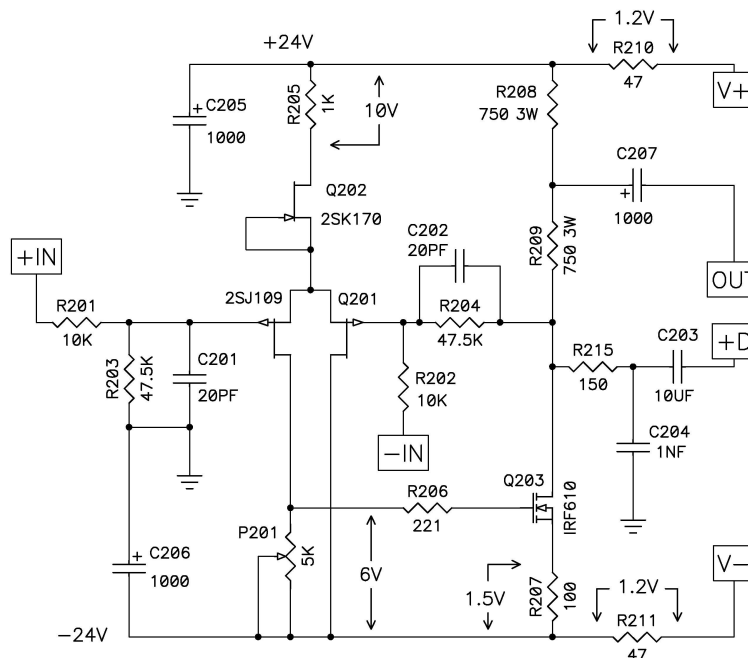 1.2V
+24V
R210
47
V+
C205
1000
R205
1K
10V
R208
750 3W
C207
1000
Q202
2SK170
C202
20PF
R209
750 3W
+IN
OUT
R201
10K
2SJ109
Q201
R204
47.5K
+D
C203
10UF
R215
150
R203
47.5K
C201
20PF
R202
10K
C204
1NF
-IN
Q203
IRF610
R206
221
P201
5K
C206
1000
6V
1.5V
R207
100
V-
1.2V
-24V
R211
47